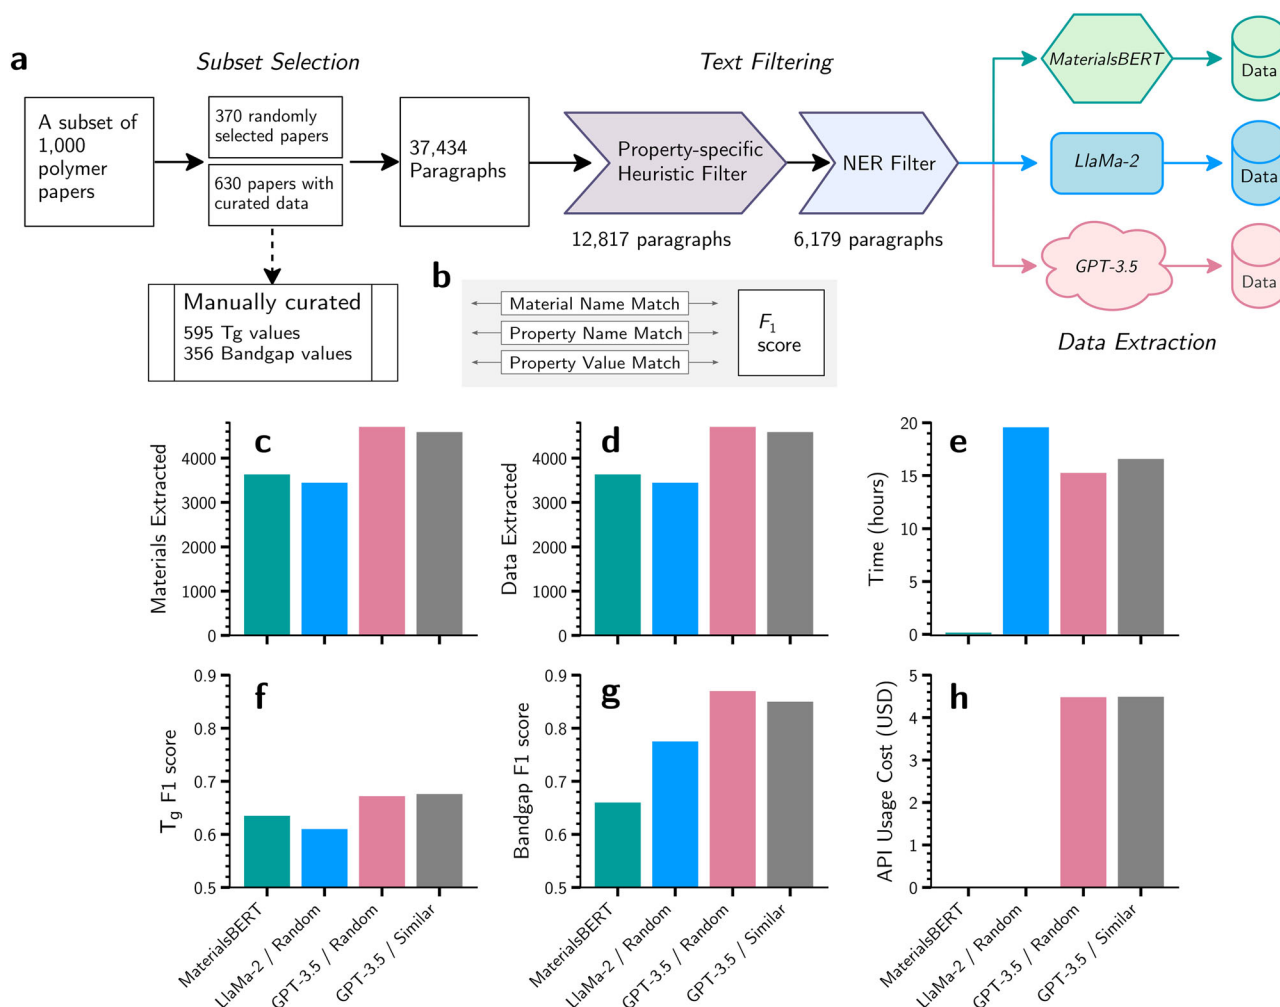 a
Subset Selection
Text Filtering
A subset of
1,000
polymer
papers
370 randomly
selected papers
630 papers with
curated data
37,434
Paragraphs
Property-specific
Heuristic Filter
12,817 paragraphs
NER Filter
6,179 paragraphs
MaterialsBERT
Data
LlaMa-2
Data
GPT-3.5
Data
Data Extraction
Manually curated
595 Tg values
356 Bandgap values
b
Material Name Match
Property Name Match
Property Value Match
F1
score
c
Materials Extracted
4000
3000
2000
1000
0
d
Data Extracted
4000
3000
2000
1000
0
e
Time (hours)
20
15
10
5
0
f
Tg F1 score
0.9
0.8
0.7
0.6
0.5
MaterialsBERT
LlaMa-2 / Random
GPT-3.5 / Random
GPT-3.5 / Similar
g
Bandgap F1 score
0.9
0.8
0.7
0.6
0.5
MaterialsBERT
LlaMa-2 / Random
GPT-3.5 / Random
GPT-3.5 / Similar
h
API Usage Cost (USD)
5
4
3
2
1
0
MaterialsBERT
LlaMa-2 / Random
GPT-3.5 / Random
GPT-3.5 / Similar